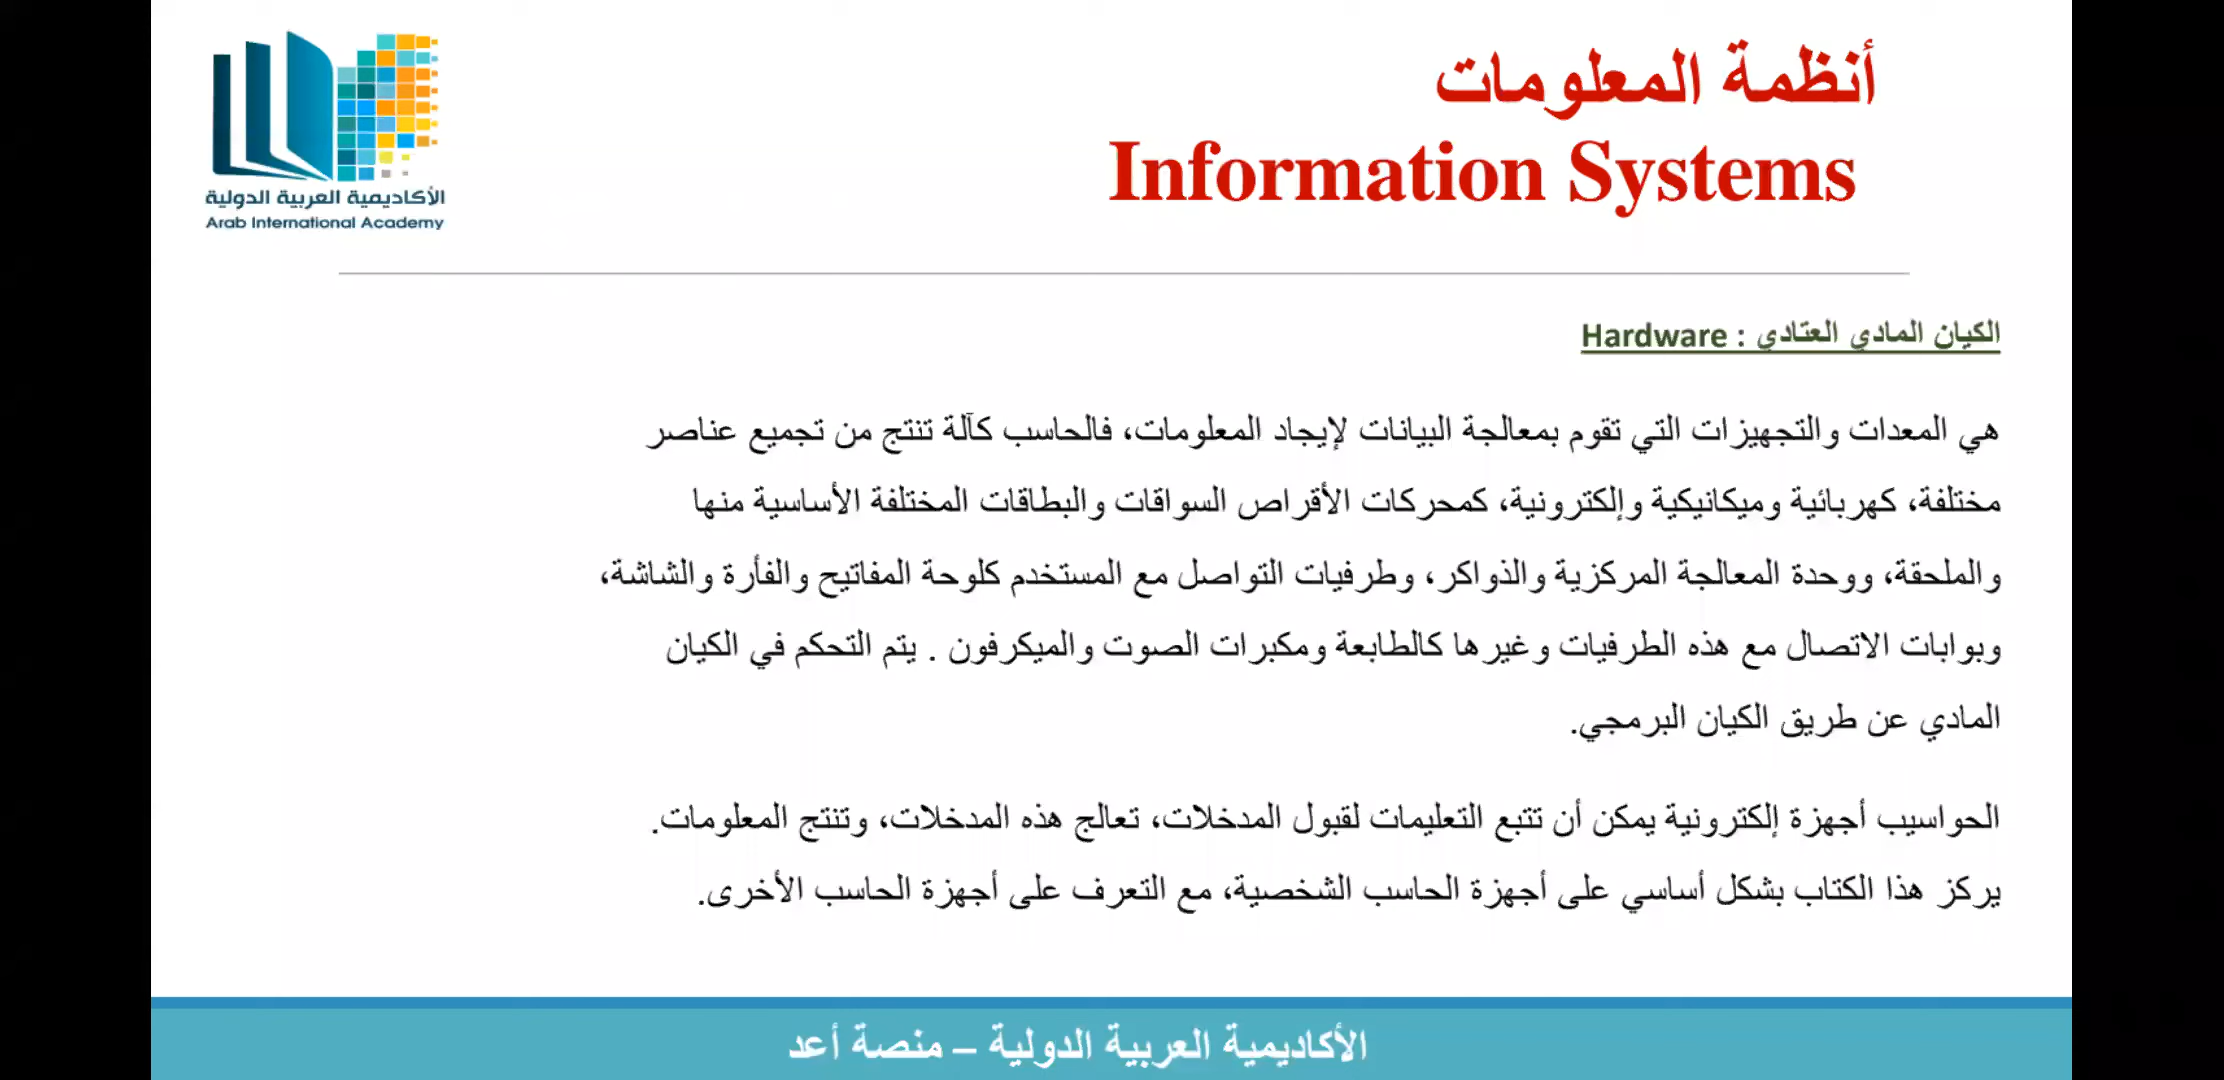 أنظمة المعلومات
Information Systems
الأكاديمية العربية الدولية
Arab International Academy
الكيان المادي العتادي : Hardware
هي المعدات والتجهيزات التي تقوم بمعالجة البيانات لإيجاد المعلومات، فالحاسب كآلة تنتج من تجميع عناصر
مختلفة، كهربائية وميكانيكية وإلكترونية، كمحركات الأقراص السواقات والبطاقات المختلفة الأساسية منها
والملحقة، ووحدة المعالجة المركزية والذواكر، وطرفيات التواصل مع المستخدم كلوحة المفاتيح والفأرة والشاشة،
وبوابات الاتصال مع هذه الطرفيات وغيرها كالطابعة ومكبرات الصوت والميكرفون . يتم التحكم في الكيان
المادي عن طريق الكيان البرمجي.
الحواسيب أجهزة إلكترونية يمكن أن تتبع التعليمات لقبول المدخلات، تعالج هذه المدخلات، وتنتج المعلومات.
يركز هذا الكتاب بشكل أساسي على أجهزة الحاسب الشخصية، مع التعرف على أجهزة الحاسب الأخرى.
الأكاديمية العربية الدولية – منصة أعد